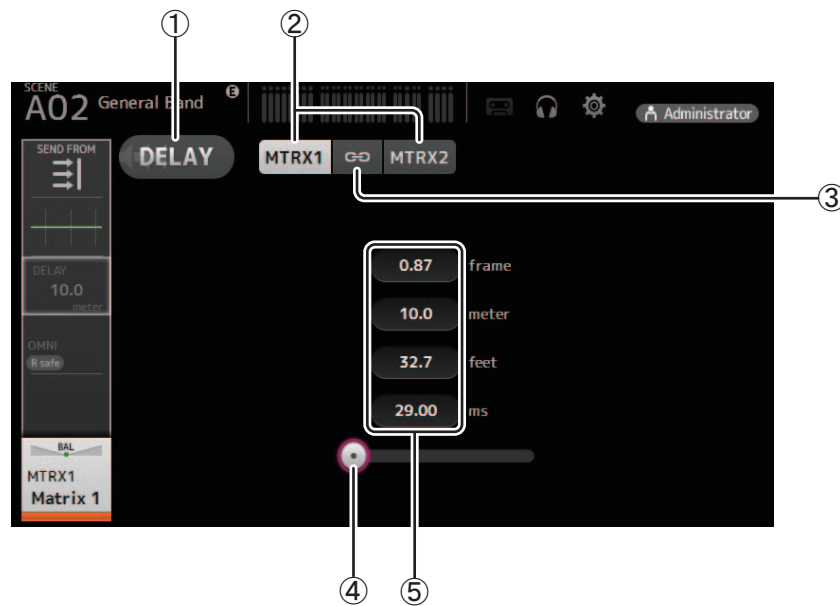 ① ②
SCENE
A02 General Band E
Administrator
SEND FROM
DELAY MTRX1 MTRX2
③
DELAY
10.0
meter
0.87 frame
10.0 meter
OMNI
R safe
32.7 feet
29.00 ms
BAL
MTRX1
Matrix 1
④ ⑤